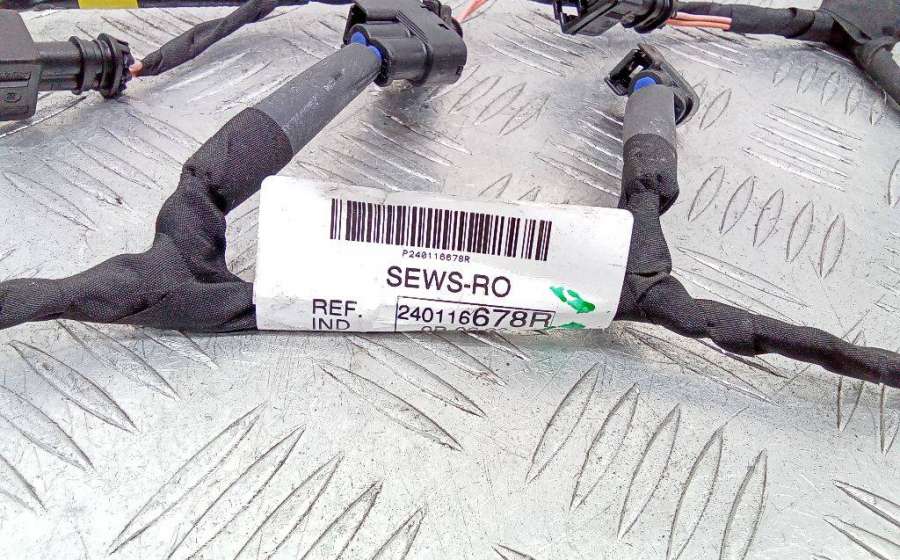 P240116678R
SEWS-RO
REF. 240116678R
IND